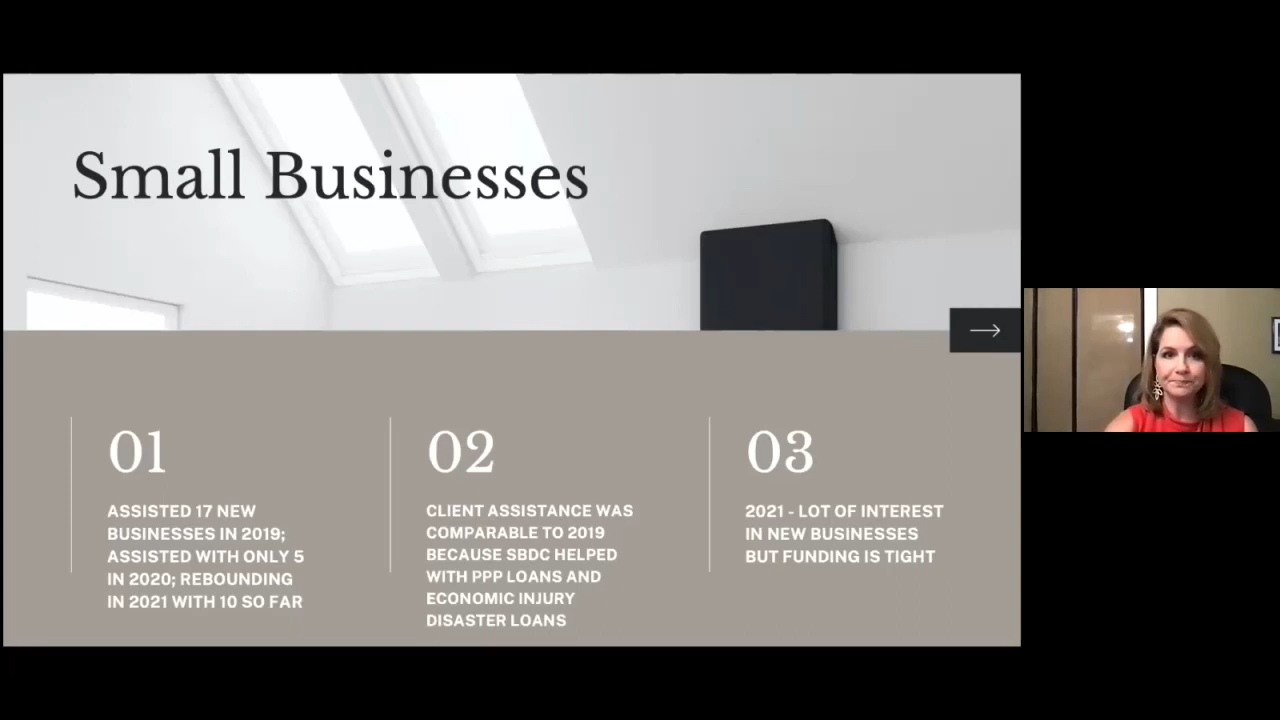 Small Businesses
01
ASSISTED 17 NEW
BUSINESSES IN 2019;
ASSISTED WITH ONLY 5
IN 2020; REBOUNDING
IN 2021 WITH 10 SO FAR
02
CLIENT ASSISTANCE WAS
COMPARABLE TO 2019
BECAUSE SBDC HELPED
WITH PPP LOANS AND
ECONOMIC INJURY
DISASTER LOANS
03
2021 - LOT OF INTEREST
IN NEW BUSINESSES
BUT FUNDING IS TIGHT